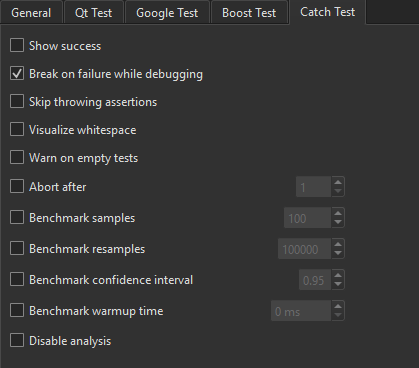 General Qt Test Google Test Boost Test Catch Test
Show success
Break on failure while debugging
Skip throwing assertions
Visualize whitespace
Warn on empty tests
Abort after 1
Benchmark samples 100
Benchmark resamples 100000
Benchmark confidence interval 0.95
Benchmark warmup time 0 ms
Disable analysis